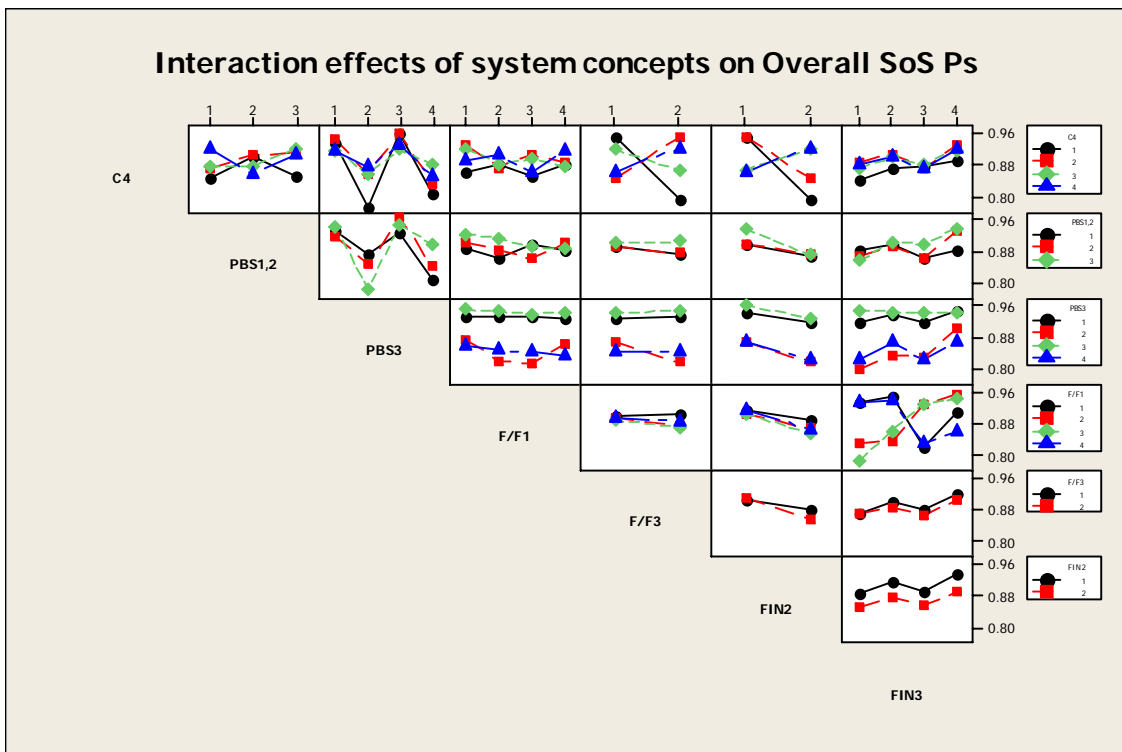 Interaction effects of system concepts on Overall SoS Ps
1 2 3 1 2 3 4 1 2 3 4 1 2 1 2 1 2 3 4
C4
0.96
0.88
0.80
C4
1
2
3
4
PBS1,2
0.96
0.88
0.80
PBS1,2
1
2
3
PBS3
0.96
0.88
0.80
PBS3
1
2
3
4
F/F1
0.96
0.88
0.80
F/F1
1
2
3
4
F/F3
0.96
0.88
0.80
F/F3
1
2
FIN2
0.96
0.88
0.80
FIN2
1
2
FIN3